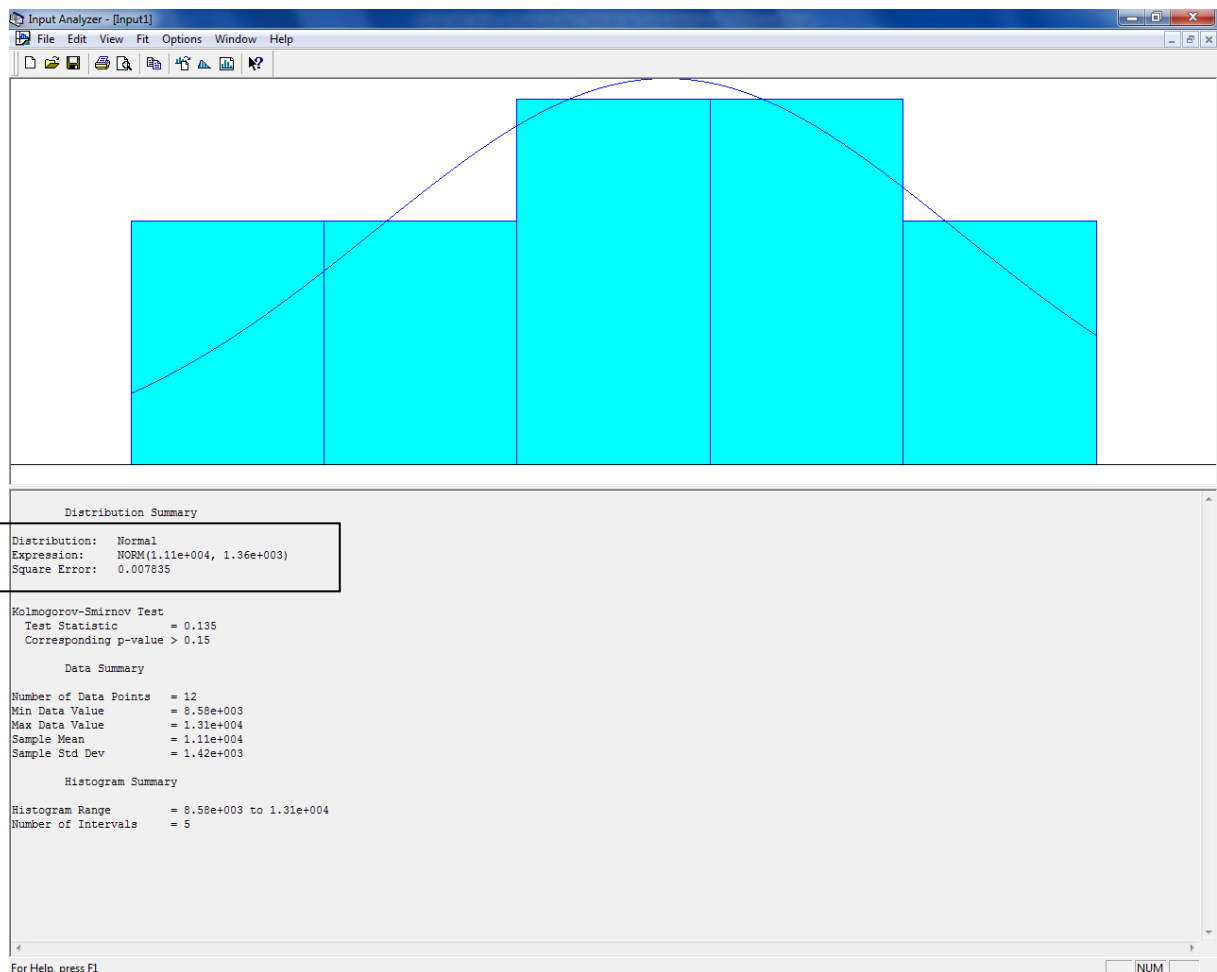 Input Analyzer - [Input1]
File Edit View Fit Options Window Help
Distribution Summary
Distribution: Normal
Expression: NORM(1.11e+004, 1.36e+003)
Square Error: 0.007835
Kolmogorov-Smirnov Test
Test Statistic = 0.135
Corresponding p-value > 0.15
Data Summary
Number of Data Points = 12
Min Data Value = 8.58e+003
Max Data Value = 1.31e+004
Sample Mean = 1.11e+004
Sample Std Dev = 1.42e+003
Histogram Summary
Histogram Range = 8.58e+003 to 1.31e+004
Number of Intervals = 5
For Help, press F1
NUM